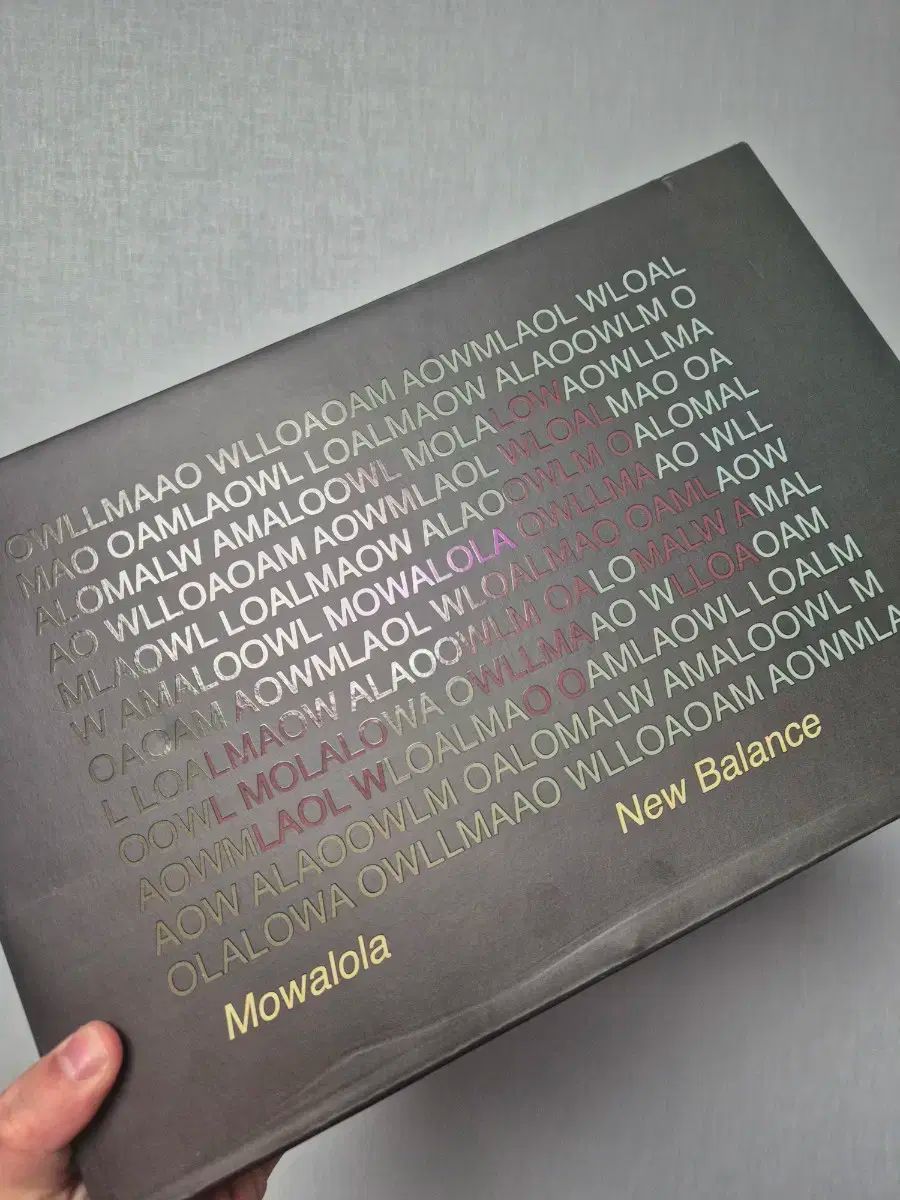 OWLLMAAO WLLOAOAM AOWMLAOL WLOAL
MAO OAMLAOWL LOALMAOW ALAOOWLM O
ALOMALW AMALOOWL MOLALOWAOWLLMA
AO WLLOAOAM AOWMLAOL WLOALMAO OA
MLAOWL LOALMAOW ALAOOWLM OALOMAL
W AMALOOWL MOWALOLA OWLLMAAO WLL
OAOAM AOWMLAOL WLOALMAO OAMLAOW
L LOALMAOW ALAOOWLM OALOMALW AMAL
OOWL MOLALOWA OWLLMAAO WLLOAOAM
AOWMLAOL WLOALMAO OAMLAOWL LOALM
AOW ALAOOWLM OALOMALW AMALOOWL M
OLALOWA OWLLMAAO WLLOAOAM AOWMLA
Mowalola New Balance